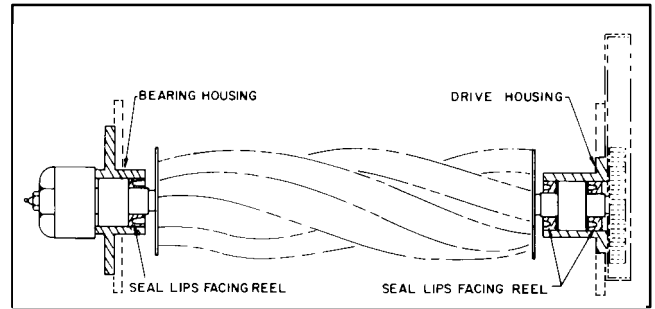 BEARING HOUSING
DRIVE HOUSING
SEAL LIPS FACING REEL
SEAL LIPS FACING REEL